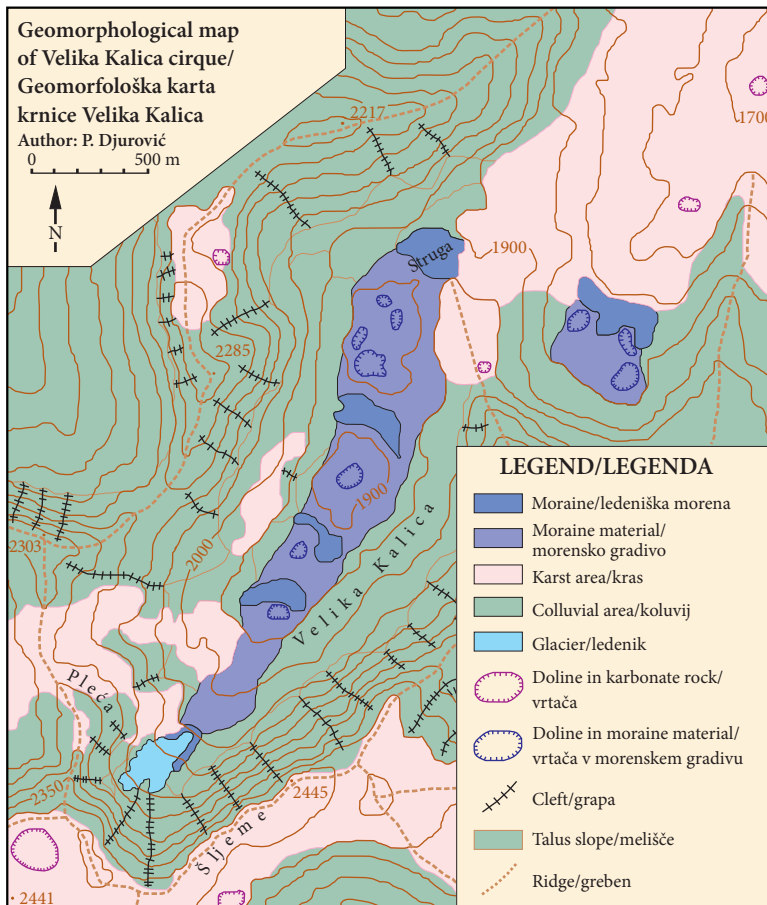 Geomorphological map
of Velika Kalica cirque/
Geomorfološka karta
krnice Velika Kalica
Author: P. Djurović
0 500 m
N
2217
1700
Struga
1900
2285
1900
2000
2303
Velika Kalica
Pleća
2350
2445
Šljeme
2441
LEGEND/LEGENDA
Moraine/ledeniška morena
Moraine material/
morensko gradivo
Karst area/kras
Colluvial area/koluvij
Glacier/ledenik
Doline in karbonate rock/
vrtača
Doline in moraine material/
vrtača v morenskem gradivu
Cleft/grapa
Talus slope/melišče
Ridge/greben